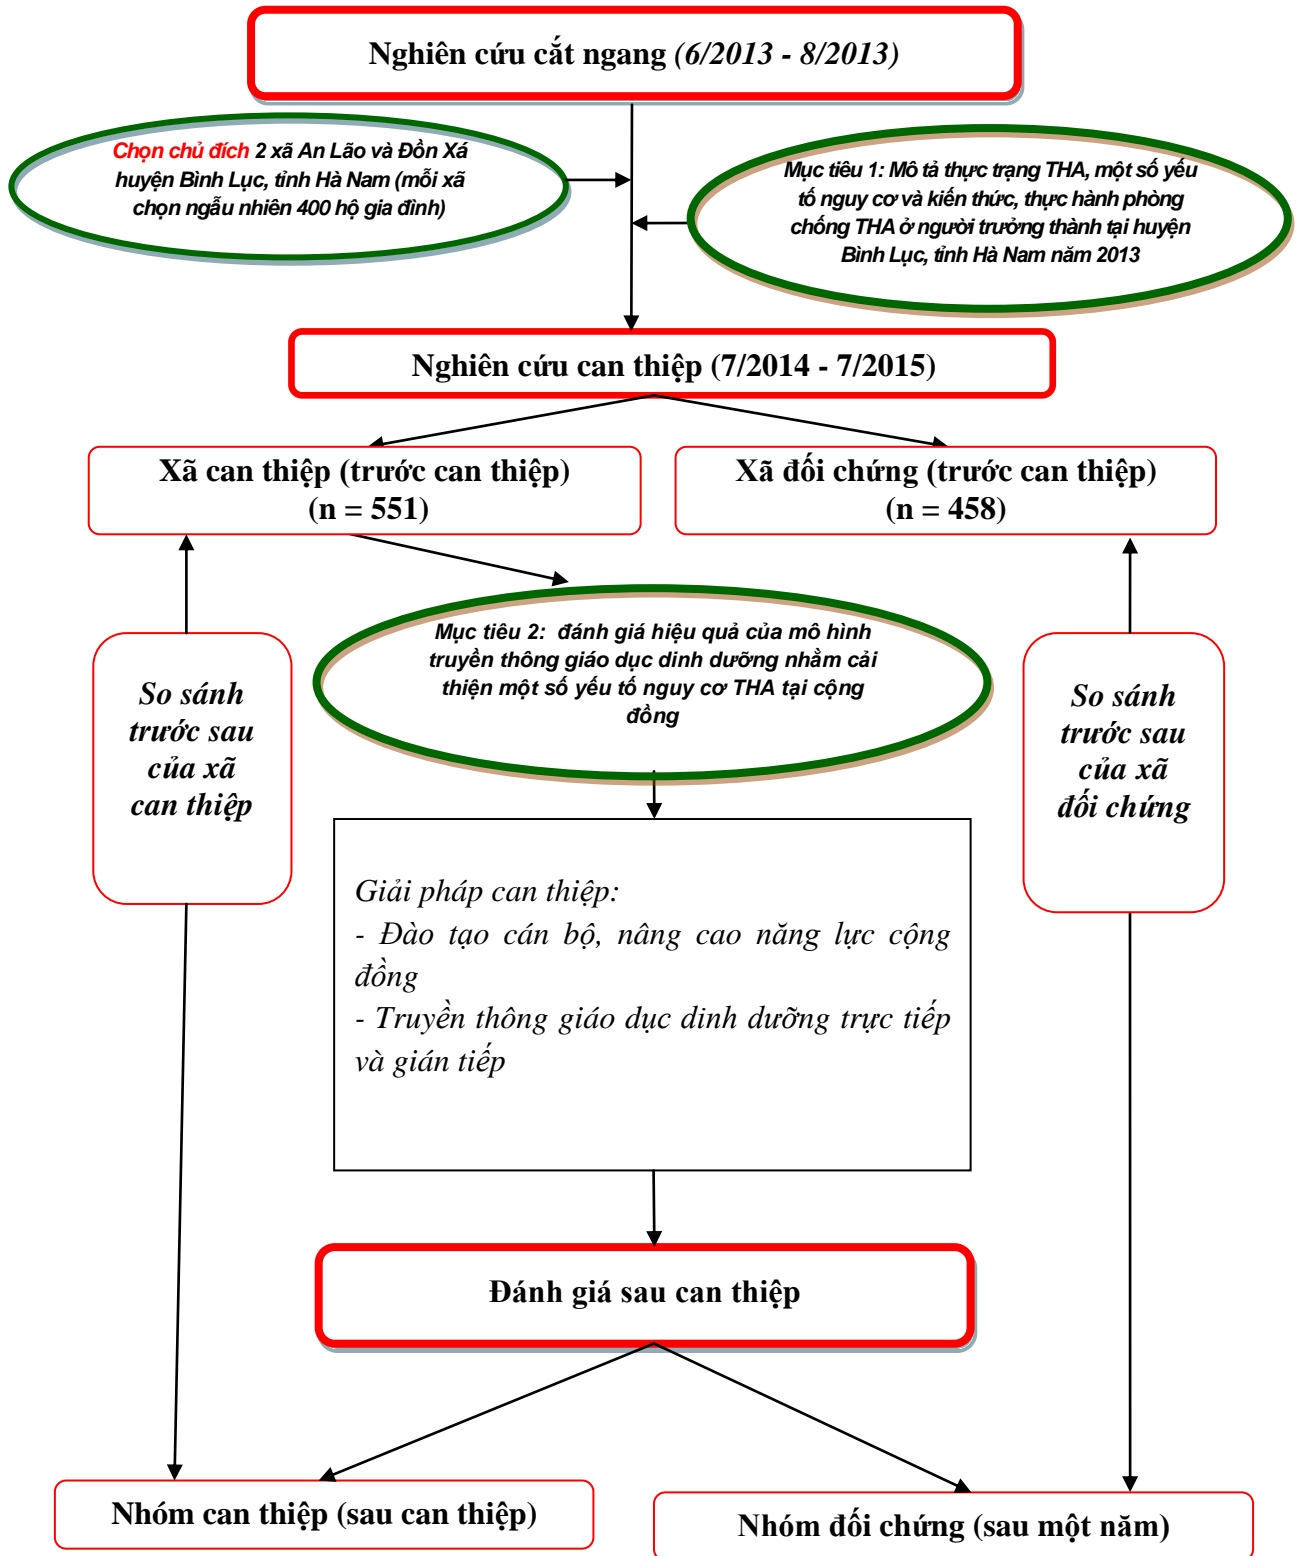 Nghiên cứu cắt ngang (6/2013 - 8/2013)
Chọn chủ đích 2 xã An Lão và Đồn Xá
huyện Bình Lục, tỉnh Hà Nam (mỗi xã
chọn ngẫu nhiên 400 hộ gia đình)
Mục tiêu 1: Mô tả thực trạng THA, một số yếu
tố nguy cơ và kiến thức, thực hành phòng
chống THA ở người trưởng thành tại huyện
Bình Lục, tỉnh Hà Nam năm 2013
Nghiên cứu can thiệp (7/2014 - 7/2015)
Xã can thiệp (trước can thiệp)
(n = 551)
Xã đối chứng (trước can thiệp)
(n = 458)
Mục tiêu 2:  đánh giá hiệu quả của mô hình
truyền thông giáo dục dinh dưỡng nhằm cải
thiện một số yếu tố nguy cơ THA tại cộng
đồng
So sánh
trước sau
của xã
can thiệp
So sánh
trước sau
của xã
đối chứng
Giải pháp can thiệp:
- Đào tạo cán bộ, nâng cao năng lực cộng
đồng
- Truyền thông giáo dục dinh dưỡng trực tiếp
và gián tiếp
Đánh giá sau can thiệp
Nhóm can thiệp (sau can thiệp)
Nhóm đối chứng (sau một năm)